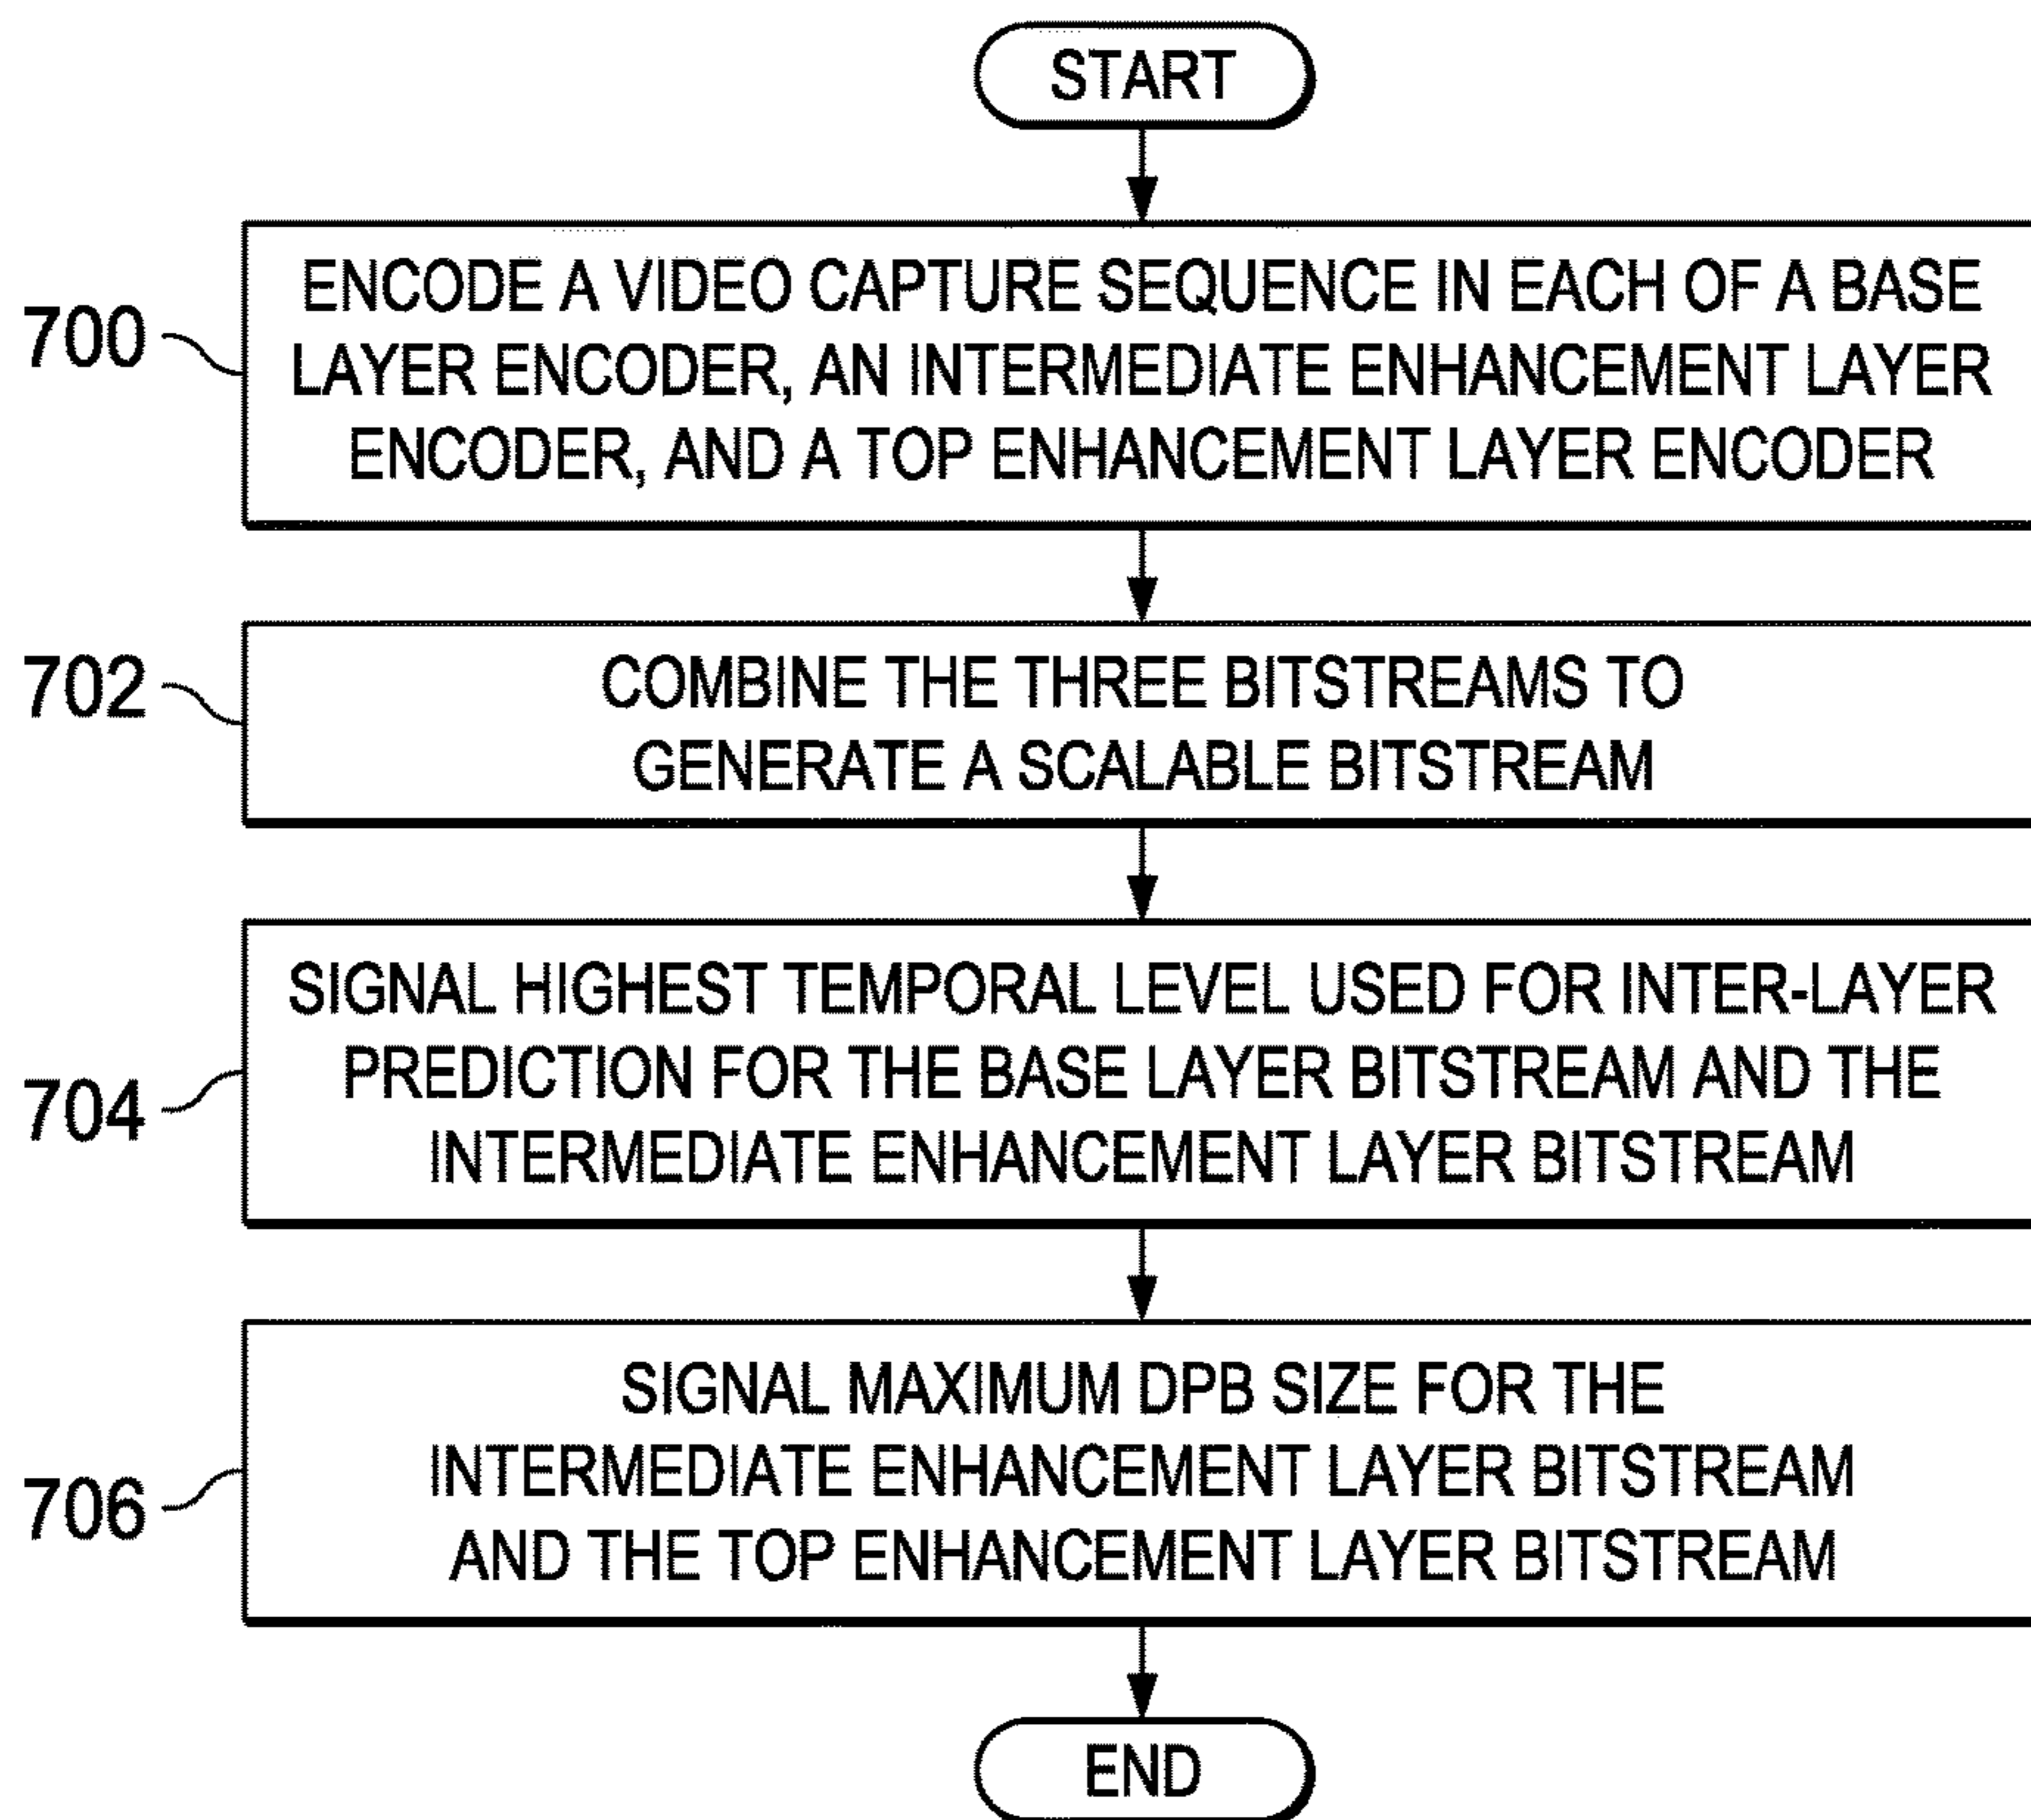 START
700
ENCODE A VIDEO CAPTURE SEQUENCE IN EACH OF A BASE
LAYER ENCODER, AN INTERMEDIATE ENHANCEMENT LAYER
ENCODER, AND A TOP ENHANCEMENT LAYER ENCODER
702
COMBINE THE THREE BITSTREAMS TO
GENERATE A SCALABLE BITSTREAM
704
SIGNAL HIGHEST TEMPORAL LEVEL USED FOR INTER-LAYER
PREDICTION FOR THE BASE LAYER BITSTREAM AND THE
INTERMEDIATE ENHANCEMENT LAYER BITSTREAM
706
SIGNAL MAXIMUM DPB SIZE FOR THE
INTERMEDIATE ENHANCEMENT LAYER BITSTREAM
AND THE TOP ENHANCEMENT LAYER BITSTREAM
END